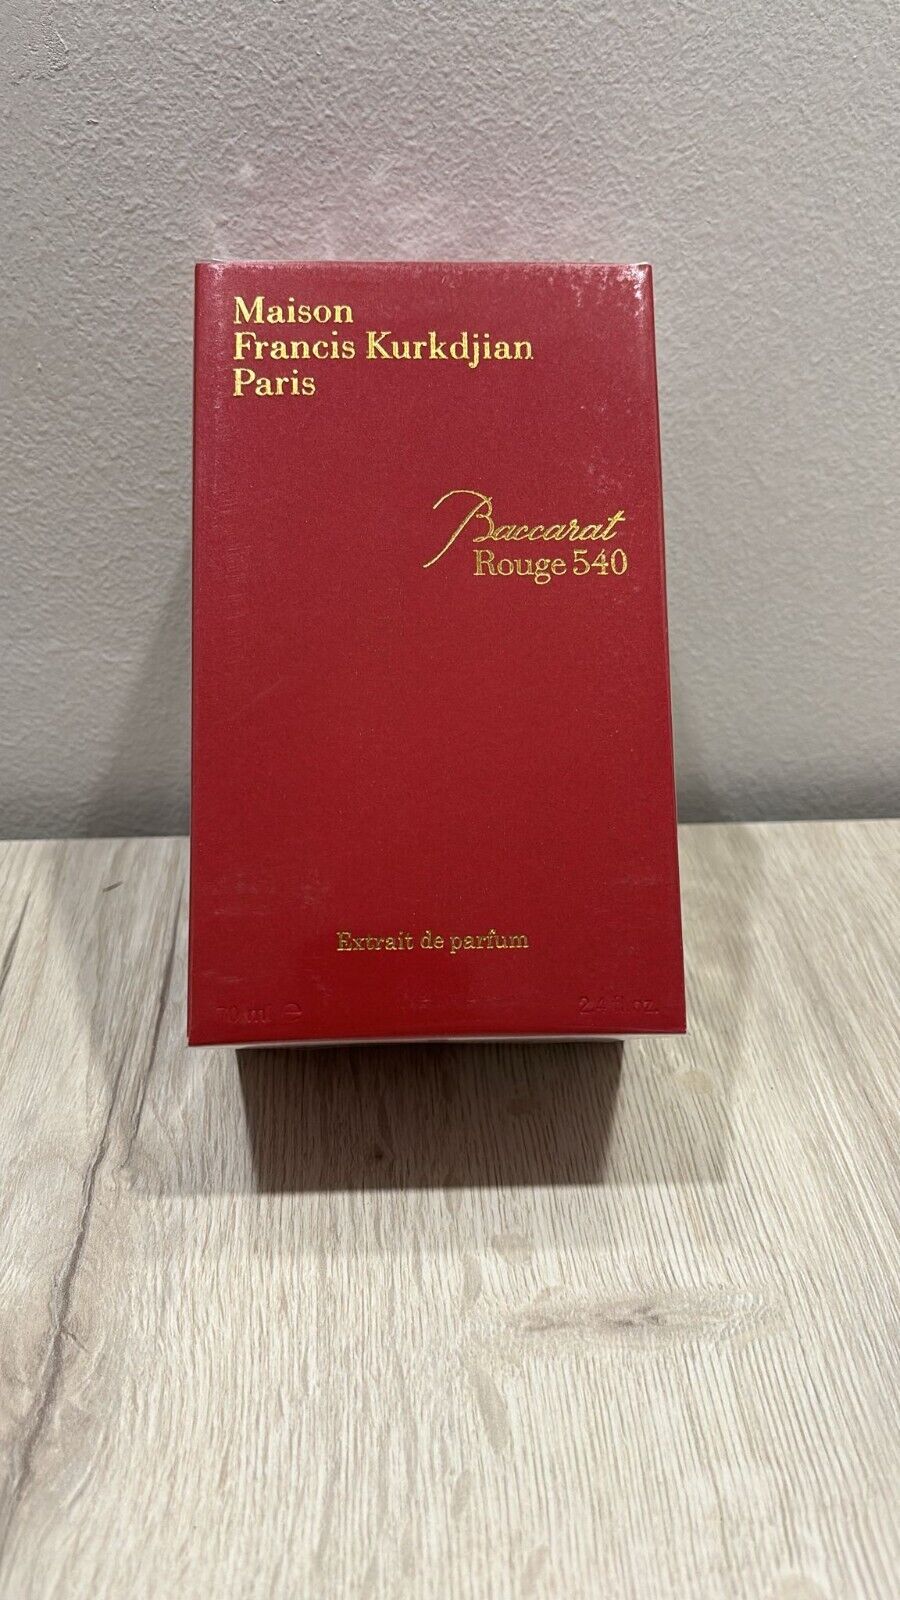 Maison
Francis Kurkdjian
Paris
Baccarat
Rouge 540
Extrait de parfum
70 ml ℮ 2.4 fl.oz.